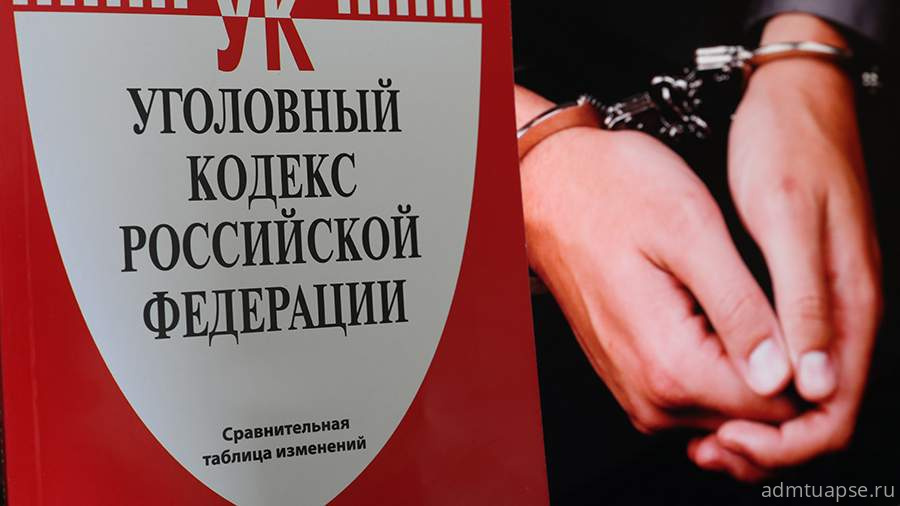 УК
УГОЛОВНЫЙ
КОДЕКС
РОССИЙСКОЙ
ФЕДЕРАЦИИ
Сравнительная
таблица изменений
admtuapse.ru